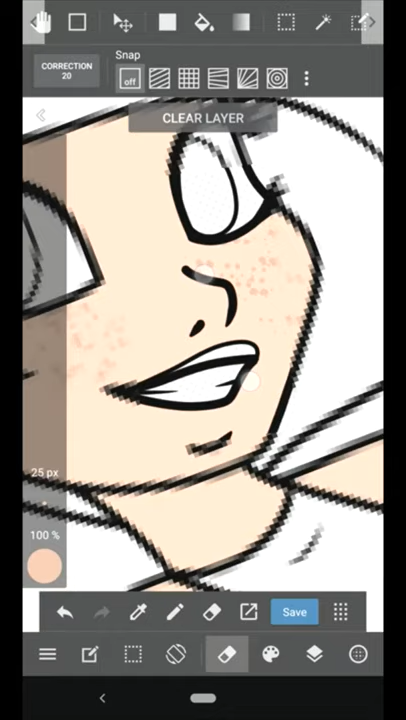 Snap
CORRECTION
20
off
CLEAR LAYER
25 px
100 %
Save